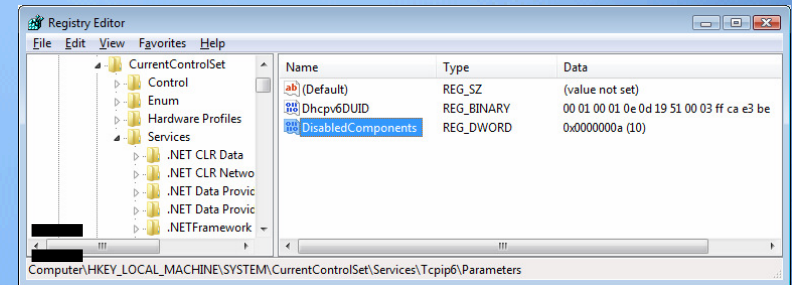 Registry Editor
File Edit View Favorites Help
CurrentControlSet
Control
Enum
Hardware Profiles
Services
.NET CLR Data
.NET CLR Netwo
.NET Data Provic
.NET Data Provic
.NETFramework
Name Type Data
ab (Default) REG_SZ (value not set)
Dhcpv6DUID REG_BINARY 00 01 00 01 0e 0d 19 51 00 03 ff ca e3 be
DisabledComponents REG_DWORD 0x0000000a (10)
Computer\HKEY_LOCAL_MACHINE\SYSTEM\CurrentControlSet\Services\Tcpip6\Parameters